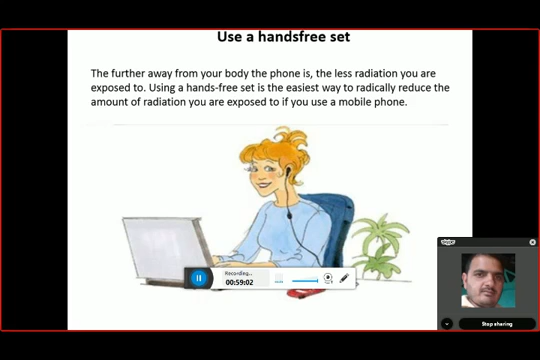 Use a handsfree set
The further away from your body the phone is, the less radiation you are
exposed to. Using a hands-free set is the easiest way to radically reduce the
amount of radiation you are exposed to if you use a mobile phone.
Recording...
00:59:02
skype
Stop sharing